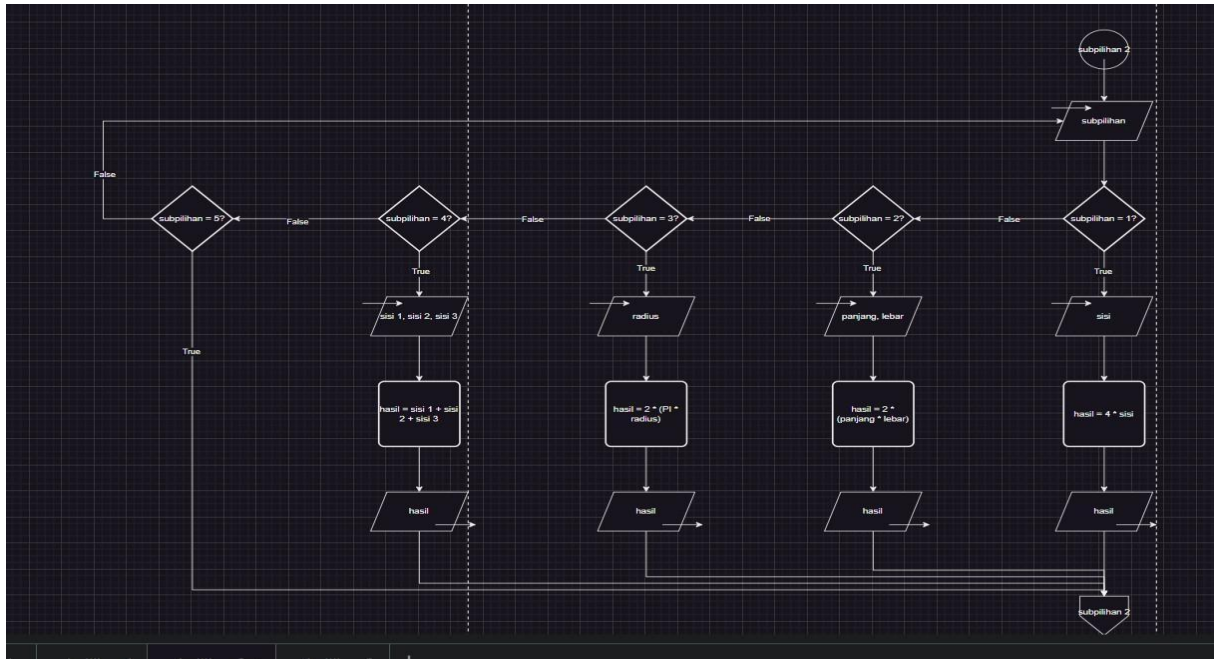 subpilihan 2
subpilihan
False
subpilihan = 5?
False
subpilihan = 4?
False
subpilihan = 3?
False
subpilihan = 2?
False
subpilihan = 1?
True
True
True
True
sisi 1, sisi 2, sisi 3
radius
panjang, lebar
sisi
True
hasil = sisi 1 + sisi
2 + sisi 3
hasil = 2 * (PI *
radius)
hasil = 2 *
(panjang * lebar)
hasil = 4 * sisi
hasil
hasil
hasil
hasil
subpilihan 2